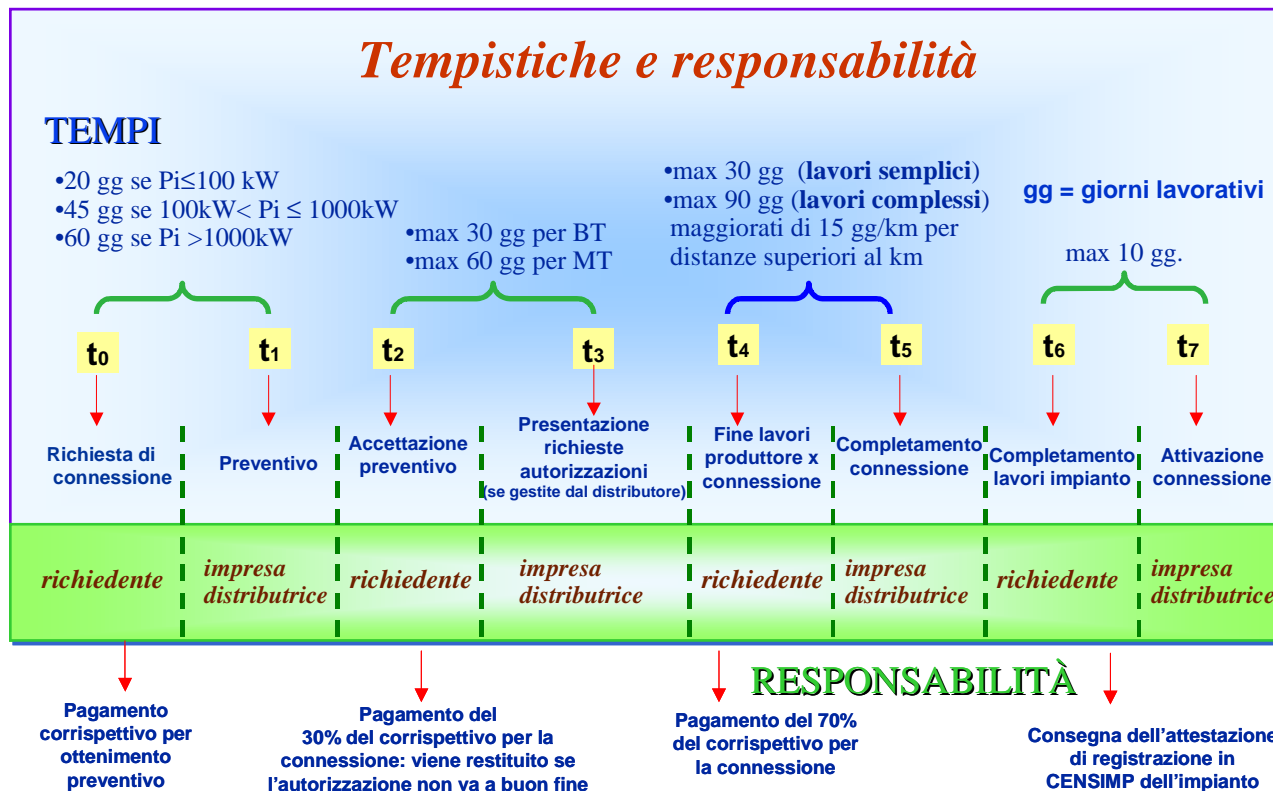 Tempistiche e responsabilità
TEMPI
•20 gg se Pi≤100 kW
•45 gg se 100kW< Pi ≤ 1000kW
•60 gg se Pi >1000kW
•max 30 gg per BT
•max 60 gg per MT
•max 30 gg (lavori semplici)
•max 90 gg (lavori complessi)
maggiorati di 15 gg/km per
distanze superiori al km
gg = giorni lavorativi
max 10 gg.
t0
t1
t2
t3
t4
t5
t6
t7
Richiesta di
connessione
Preventivo
Accettazione
preventivo
Presentazione
richieste
autorizzazioni
(se gestite dal distributore)
Fine lavori
produttore x
connessione
Completamento
connessione
Completamento
lavori impianto
Attivazione
connessione
richiedente
impresa
distributrice
richiedente
impresa
distributrice
richiedente
impresa
distributrice
richiedente
impresa
distributrice
RESPONSABILITÀ
Pagamento
corrispettivo per
ottenimento
preventivo
Pagamento del
30% del corrispettivo per la
connessione: viene restituito se
l'autorizzazione non va a buon fine
Pagamento del 70%
del corrispettivo per
la connessione
Consegna dell'attestazione
di registrazione in
CENSIMP dell'impianto